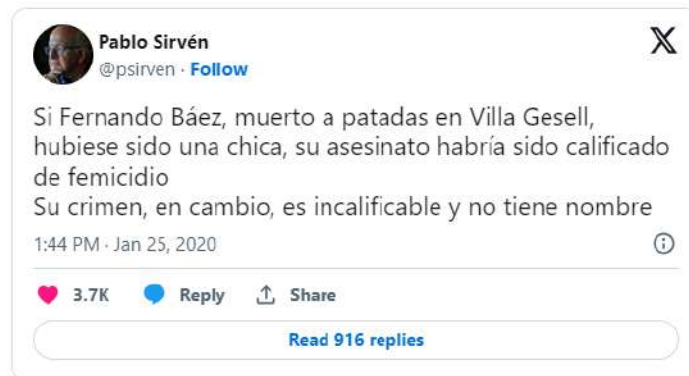 Pablo Sirvén
@psirven · Follow
Si Fernando Báez, muerto a patadas en Villa Gesell,
hubiese sido una chica, su asesinato habría sido calificado
de femicidio
Su crimen, en cambio, es incalificable y no tiene nombre
1:44 PM · Jan 25, 2020
3.7K Reply Share
Read 916 replies